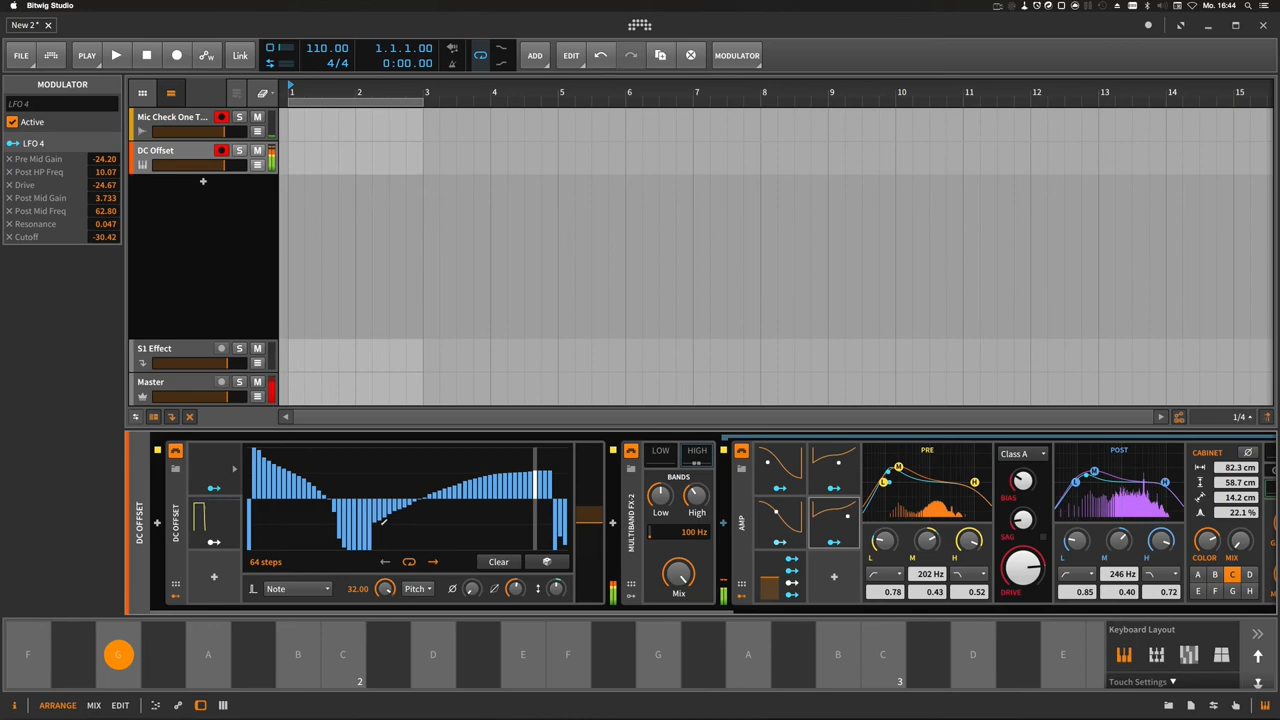 Bitwig Studio
Mo. 16:44
New 2*
FILE
PLAY
Link
110.00
4/4
1.1.1.00
0:00.00
ADD
EDIT
MODULATOR
MODULATOR
LFO 4
Active
LFO 4
Pre Mid Gain -24.20
Post HP Freq 10.07
Drive -24.67
Post Mid Gain 3.733
Post Mid Freq 62.80
Resonance 0.047
Cutoff -30.42
1 2 3 4 5 6 7 8 9 10 11 12 13 14 15
Mic Check One T... S M
DC Offset S M
S1 Effect S M
Master S M
1/4
DC OFFSET
DC OFFSET
64 steps
Clear
Note
32.00
Pitch
MULTIBAND FX-2
LOW HIGH
BANDS
Low High
100 Hz
Mix
AMP
PRE
L M H
L M H
202 Hz
0.78 0.43 0.52
Class A
BIAS
SAG
DRIVE
POST
L M H
L M H
246 Hz
0.85 0.40 0.72
CABINET
82.3 cm
58.7 cm
14.2 cm
22.1 %
COLOR MIX
A B C D
E F G H
F G A B C D E F G A B C D E
2 3
Keyboard Layout
Touch Settings
ARRANGE MIX EDIT